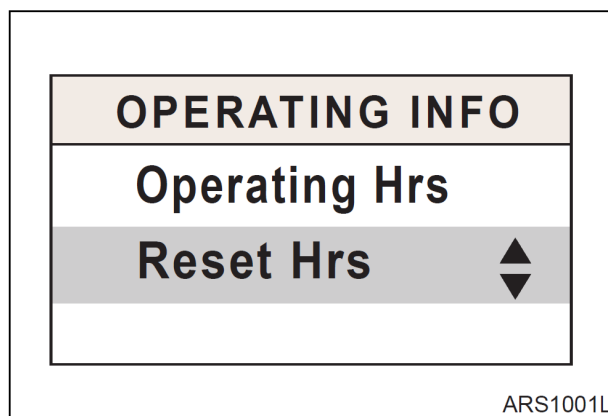 OPERATING INFO
Operating Hrs
Reset Hrs
ARS1001L